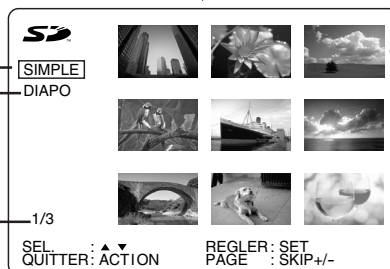 SD
SIMPLE
DIAPO
1/3
SEL. : ▲ ▼ REGLER : SET
QUITTER : ACTION PAGE : SKIP+/−